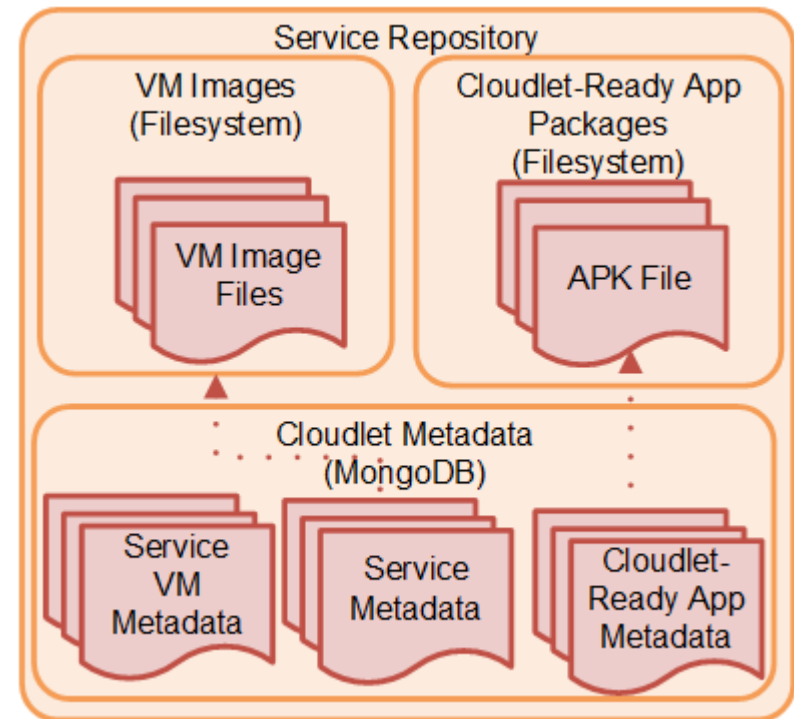 Service Repository
VM Images
(Filesystem)
Cloudlet-Ready App
Packages
(Filesystem)
VM Image
Files
APK File
Cloudlet Metadata
(MongoDB)
Service
VM
Metadata
Service
Metadata
Cloudlet-
Ready App
Metadata